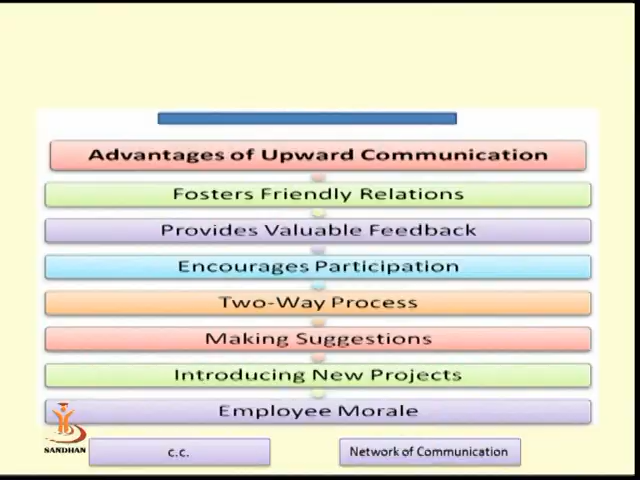 Advantages of Upward Communication
Fosters Friendly Relations
Provides Valuable Feedback
Encourages Participation
Two-Way Process
Making Suggestions
Introducing New Projects
Employee Morale
SANDHAN
c.c.
Network of Communication